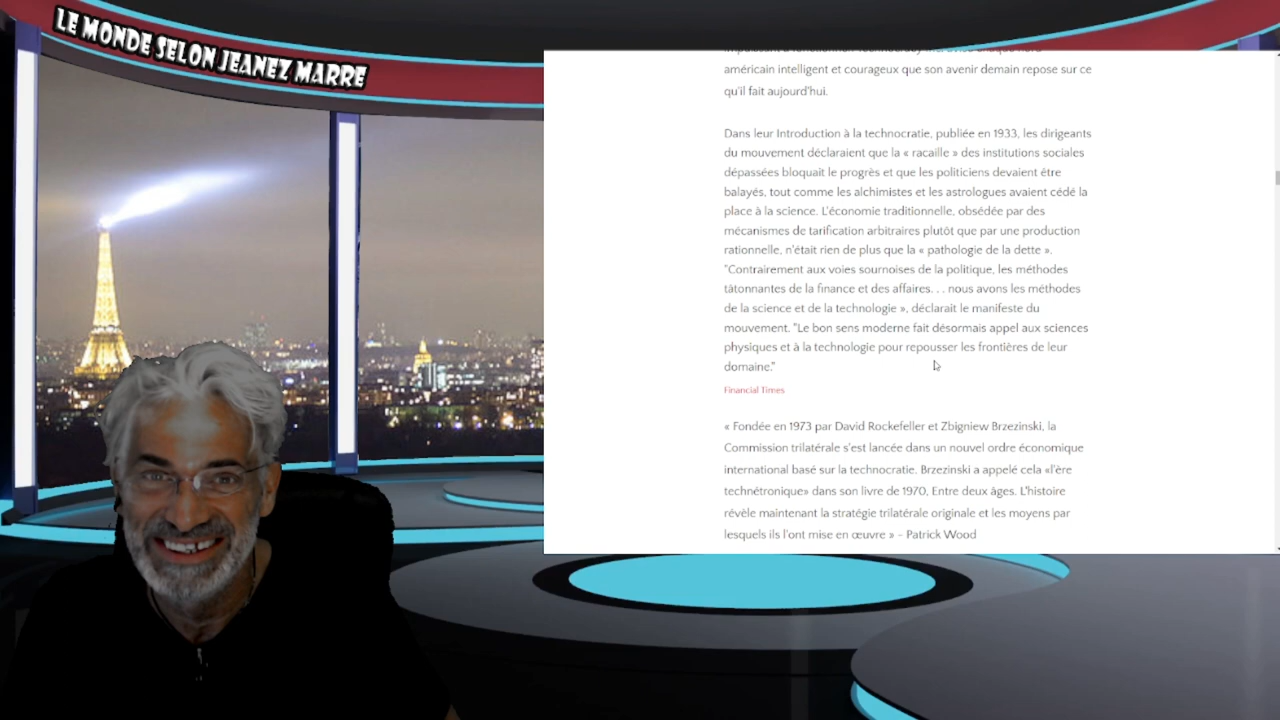 LE MONDE SELON JEANEZ MARRE
américain intelligent et courageux que son avenir demain repose sur ce
qu'il fait aujourd'hui.
Dans leur Introduction à la technocratie, publiée en 1933, les dirigeants
du mouvement déclaraient que la « racaille » des institutions sociales
dépassées bloquait le progrès et que les politiciens devaient être
balayés, tout comme les alchimistes et les astrologues avaient cédé la
place à la science. L'économie traditionnelle, obsédée par des
mécanismes de tarification arbitraires plutôt que par une production
rationnelle, n'était rien de plus que la « pathologie de la dette ».
"Contrairement aux voies sournoises de la politique, les méthodes
tâtonnantes de la finance et des affaires. . . nous avons les méthodes
de la science et de la technologie », déclarait le manifeste du
mouvement. "Le bon sens moderne fait désormais appel aux sciences
physiques et à la technologie pour repousser les frontières de leur
domaine."
Financial Times
« Fondée en 1973 par David Rockefeller et Zbigniew Brzezinski, la
Commission trilatérale s'est lancée dans un nouvel ordre économique
international basé sur la technocratie. Brzezinski a appelé cela «l'ère
technétronique» dans son livre de 1970, Entre deux âges. L'histoire
révèle maintenant la stratégie trilatérale originale et les moyens par
lesquels ils l'ont mise en œuvre » - Patrick Wood